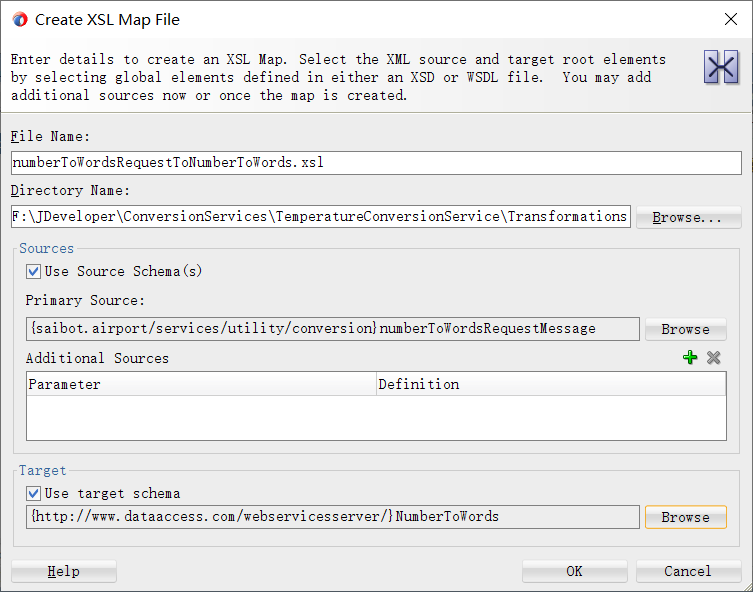 Create XSL Map File
Enter details to create an XSL Map. Select the XML source and target root elements
by selecting global elements defined in either an XSD or WSDL file. You may add
additional sources now or once the map is created.
File Name:
numberToWordsRequestToNumberToWords.xsl
Directory Name:
F:\JDeveloper\ConversionServices\TemperatureConversionService\Transformations
Browse...
Sources
Use Source Schema(s)
Primary Source:
{saibot.airport/services/utility/conversion}numberToWordsRequestMessage
Browse
Additional Sources
Parameter Definition
Target
Use target schema
{http://www.dataaccess.com/webservicesserver/}NumberToWords
Browse
Help OK Cancel